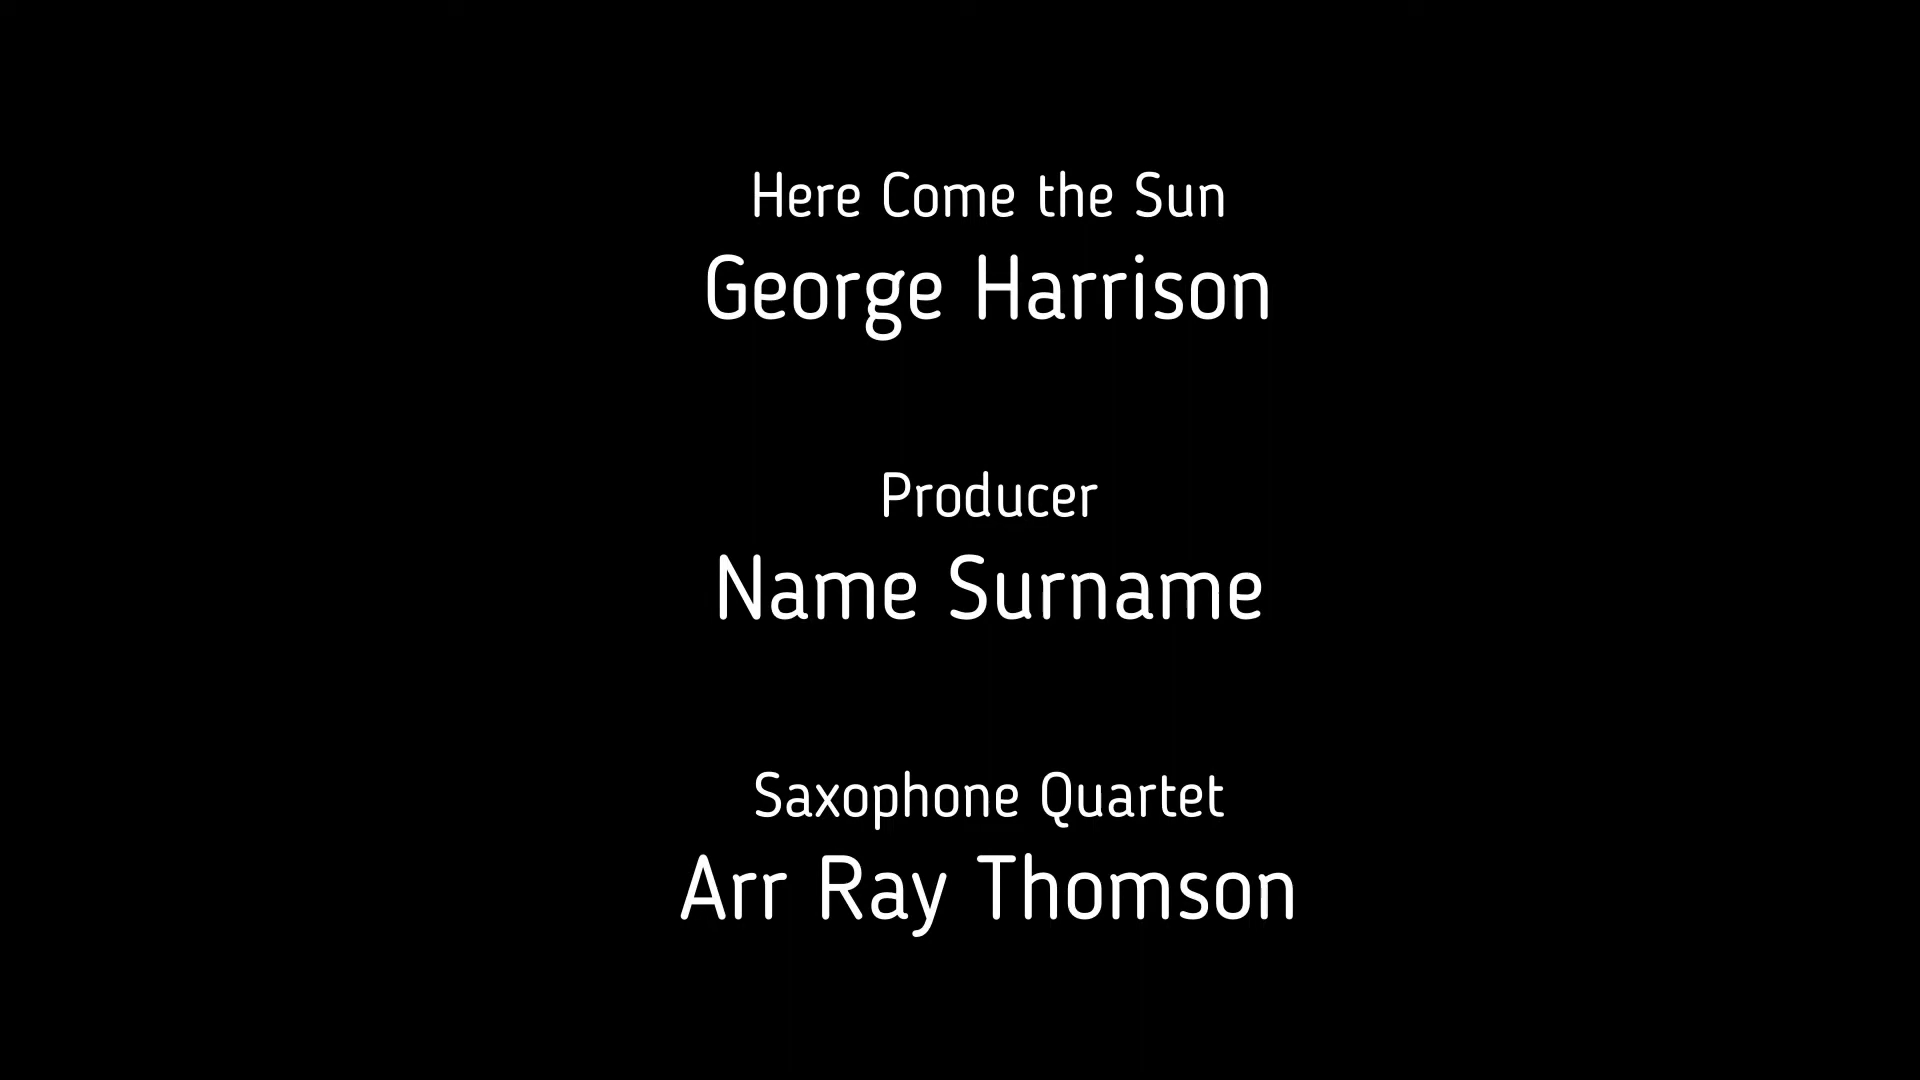 Here Come the Sun
George Harrison
Producer
Name Surname
Saxophone Quartet
Arr Ray Thomson